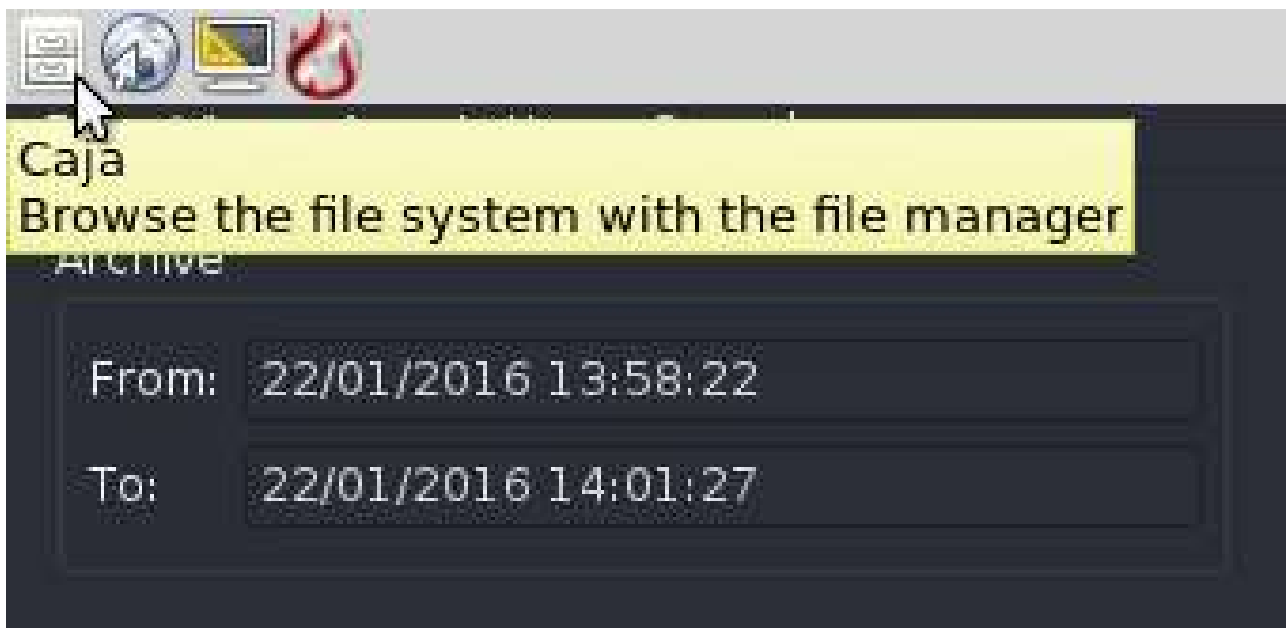 Caja
Browse the file system with the file manager
Archive
From: 22/01/2016 13:58:22
To: 22/01/2016 14:01:27